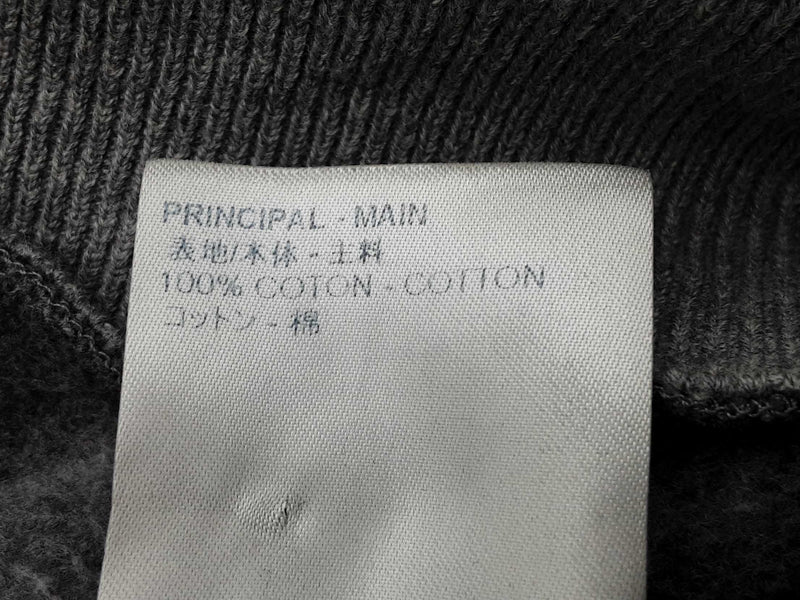 PRINCIPAL - MAIN
表地/本体 - 主料
100% COTON - COTTON
コットン - 棉